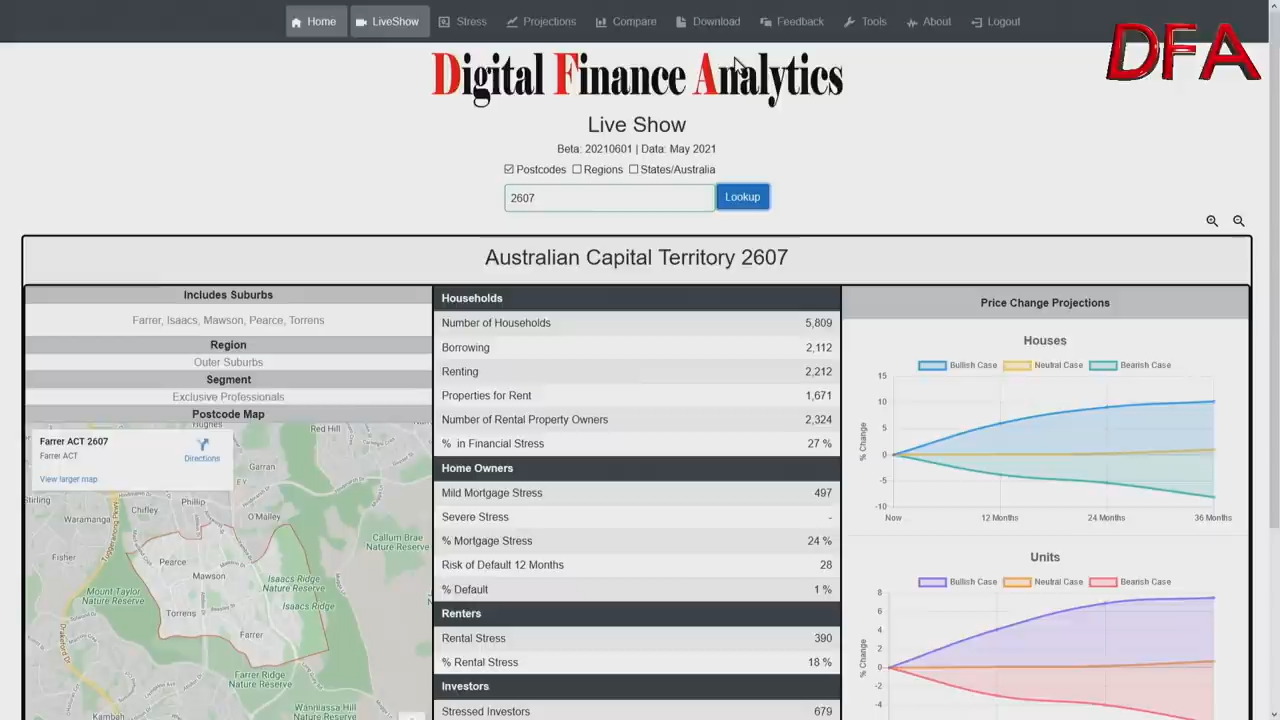 Home LiveShow Stress Projections Compare Download Feedback Tools About Logout
DFA
Digital Finance Analytics
Live Show
Beta: 20210601 | Data: May 2021
Postcodes Regions States/Australia
2607 Lookup
Australian Capital Territory 2607
Includes Suburbs
Farrer, Isaacs, Mawson, Pearce, Torrens
Region
Outer Suburbs
Segment
Exclusive Professionals
Postcode Map
Farrer ACT 2607
Farrer ACT
Directions
View larger map
Hughes
Red Hill
Garran
Stirling
Phillip
Chifley
O'Malley
Waramanga
Fisher
Callum Brae
Nature Reserve
Pearce
Mawson
Isaacs Ridge
Nature Reserve
Mount Taylor
Nature Reserve
Isaacs Ridge
Torrens
Farrer
Farrer Ridge
Nature Reserve
Wanniassa Hill
Kambah
Households
Number of Households 5,809
Borrowing 2,112
Renting 2,212
Properties for Rent 1,671
Number of Rental Property Owners 2,324
% in Financial Stress 27 %
Home Owners
Mild Mortgage Stress 497
Severe Stress -
% Mortgage Stress 24 %
Risk of Default 12 Months 28
% Default 1 %
Renters
Rental Stress 390
% Rental Stress 18 %
Investors
Stressed Investors 679
Price Change Projections
Houses
Bullish Case Neutral Case Bearish Case
15
10
5
0
-5
-10
% Change
Now 12 Months 24 Months 36 Months
Units
Bullish Case Neutral Case Bearish Case
8
6
4
2
0
-2
-4
% Change